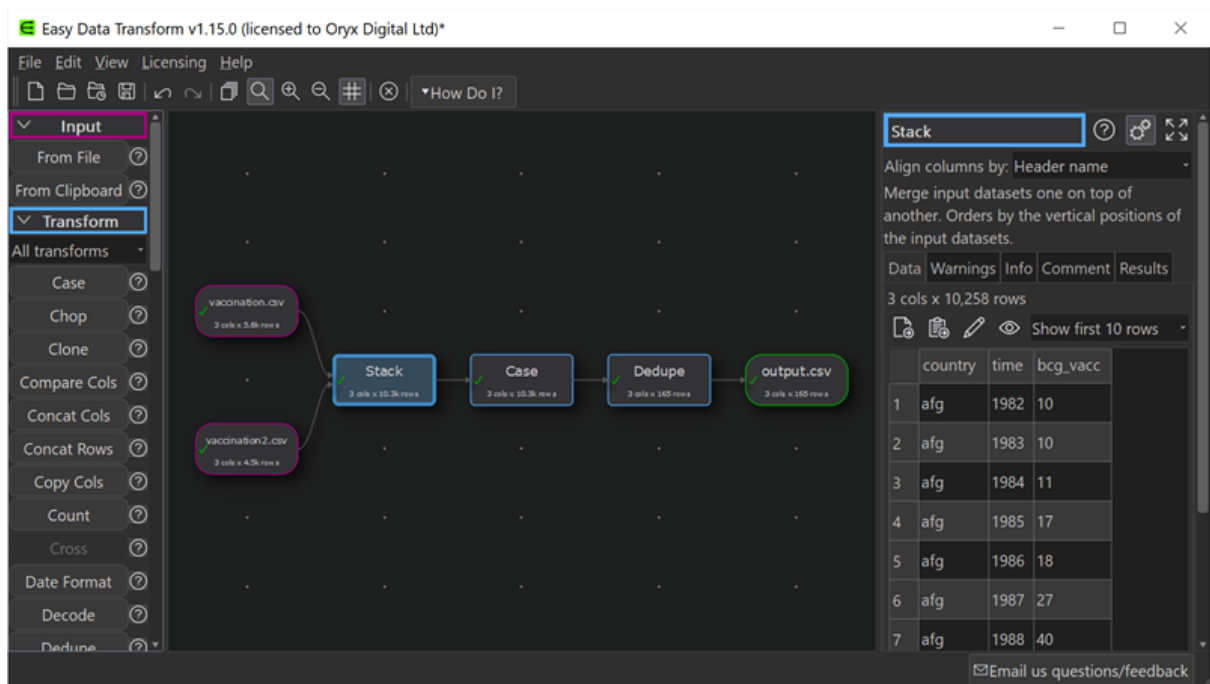 Easy Data Transform v1.15.0 (licensed to Oryx Digital Ltd)*
File Edit View Licensing Help
How Do I?
Input
From File
From Clipboard
Transform
All transforms
Case
Chop
Clone
Compare Cols
Concat Cols
Concat Rows
Copy Cols
Count
Cross
Date Format
Decode
Dedupe
vaccination.csv
3 cols x 5.8k rows
vaccination2.csv
3 cols x 4.5k rows
Stack
3 cols x 10.3k rows
Case
3 cols x 10.3k rows
Dedupe
3 cols x 165 rows
output.csv
3 cols x 165 rows
Stack
Align columns by: Header name
Merge input datasets one on top of
another. Orders by the vertical positions of
the input datasets.
Data Warnings Info Comment Results
3 cols x 10,258 rows
Show first 10 rows
country time bcg_vacc
1 afg 1982 10
2 afg 1983 10
3 afg 1984 11
4 afg 1985 17
5 afg 1986 18
6 afg 1987 27
7 afg 1988 40
Email us questions/feedback